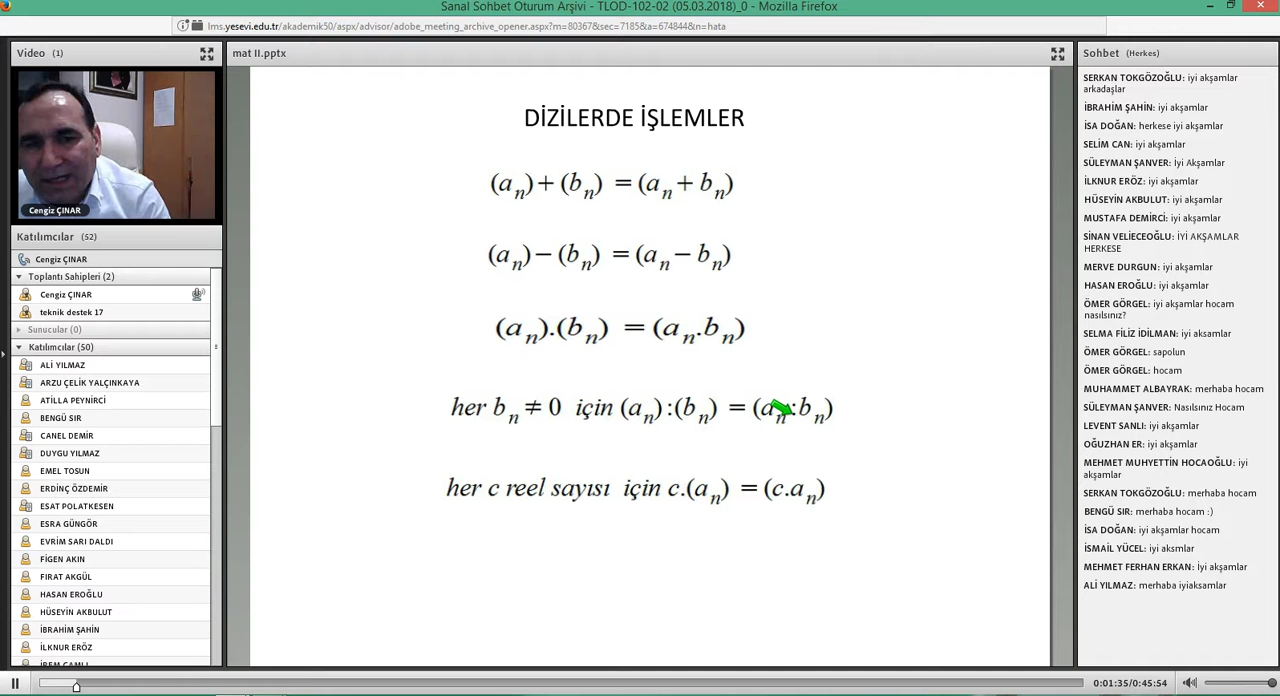 Sanal Sohbet Oturum Arşivi - TLOD-102-02 (05.03.2018)_0 - Mozilla Firefox
lms.yesevi.edu.tr/akademik50/aspx/advisor/adobe_meeting_archive_opener.aspx?m=80367&sec=7185&a=674844&n=hata
Video (1)
Cengiz ÇINAR
Katılımcılar (52)
Cengiz ÇINAR
Toplantı Sahipleri (2)
Cengiz ÇINAR
teknik destek 17
Sunucular (0)
Katılımcılar (50)
ALİ YILMAZ
ARZU ÇELİK YALÇINKAYA
ATİLLA PEYNİRCİ
BENGÜ SIR
CANEL DEMİR
DUYGU YILMAZ
EMEL TOSUN
ERDİNÇ ÖZDEMİR
ESAT POLATKESEN
ESRA GÜNGÖR
EVRİM SARI DALDI
FİGEN AKIN
FIRAT AKGÜL
HASAN EROĞLU
HÜSEYİN AKBULUT
İBRAHİM ŞAHİN
İLKNUR ERÖZ
mat II.pptx
DİZİLERDE İŞLEMLER
(a_n) + (b_n) = (a_n + b_n)
(a_n) − (b_n) = (a_n − b_n)
(a_n).(b_n) = (a_n.b_n)
her b_n ≠ 0 için (a_n):(b_n) = (a_n:b_n)
her c reel sayısı için c.(a_n) = (c.a_n)
Sohbet (Herkes)
SERKAN TOKGÖZOĞLU: iyi akşamlar
arkadaşlar
İBRAHİM ŞAHİN: iyi akşamlar
İSA DOĞAN: herkese iyi akşamlar
SELİM CAN: iyi akşamlar
SÜLEYMAN ŞANVER: İyi Akşamlar
İLKNUR ERÖZ: iyi akşamlar
HÜSEYİN AKBULUT: iyi akşamlar
MUSTAFA DEMİRCİ: iyi akşamlar
SİNAN VELİECEOĞLU: İYİ AKŞAMLAR
HERKESE
MERVE DURGUN: iyi akşamlar
HASAN EROĞLU: iyi akşamlar
ÖMER GÖRGEL: iyi akşamlar hocam
nasılsınız?
SELMA FİLİZ İDİLMAN: iyi aksamlar
ÖMER GÖRGEL: sapolun
ÖMER GÖRGEL: hocam
MUHAMMET ALBAYRAK: merhaba hocam
SÜLEYMAN ŞANVER: Nasılsınız Hocam
LEVENT SANLI: iyi akşamlar
OĞUZHAN ER: iyi akşamlar
MEHMET MUHYETTİN HOCAOĞLU: iyi
akşamlar
SERKAN TOKGÖZOĞLU: merhaba hocam
BENGÜ SIR: merhaba hocam :)
İSA DOĞAN: iyi akşamlar hocam
İSMAİL YÜCEL: iyi aksmlar
MEHMET FERHAN ERKAN: İyi akşamlar
ALİ YILMAZ: merhaba iyiaksamlar
0:01:35/0:45:54